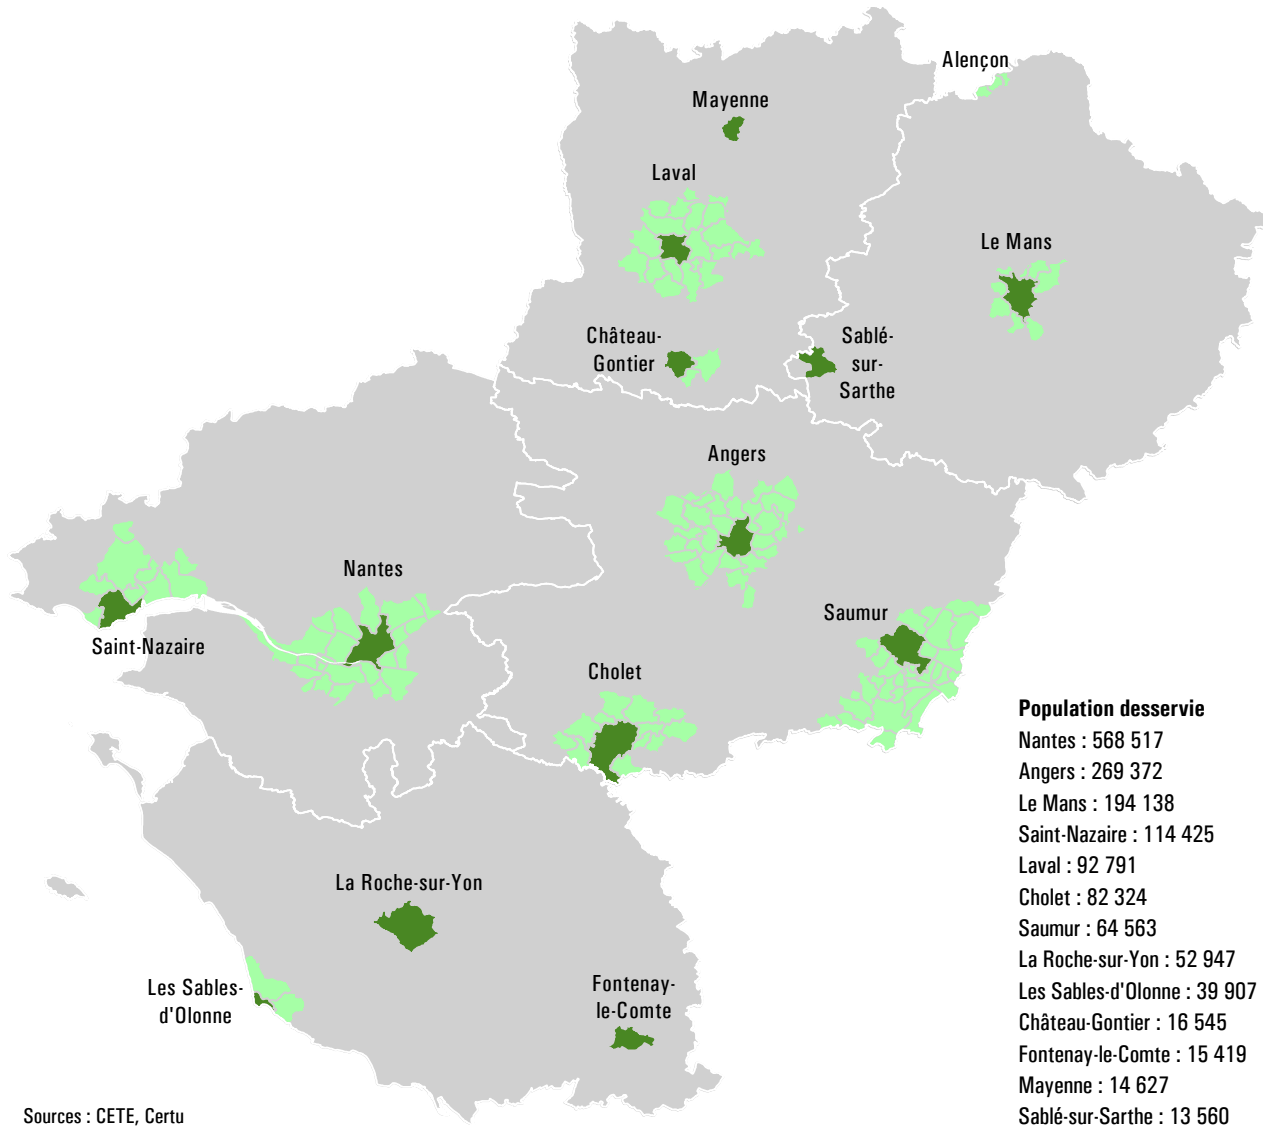 Alençon
Mayenne
Laval
Le Mans
Château-
Gontier
Sablé-
sur-
Sarthe
Angers
Nantes
Saumur
Saint-Nazaire
Cholet
La Roche-sur-Yon
Les Sables-
d'Olonne
Fontenay-
le-Comte
Population desservie
Nantes : 568 517
Angers : 269 372
Le Mans : 194 138
Saint-Nazaire : 114 425
Laval : 92 791
Cholet : 82 324
Saumur : 64 563
La Roche-sur-Yon : 52 947
Les Sables-d'Olonne : 39 907
Château-Gontier : 16 545
Fontenay-le-Comte : 15 419
Mayenne : 14 627
Sablé-sur-Sarthe : 13 560
Sources : CETE, Certu